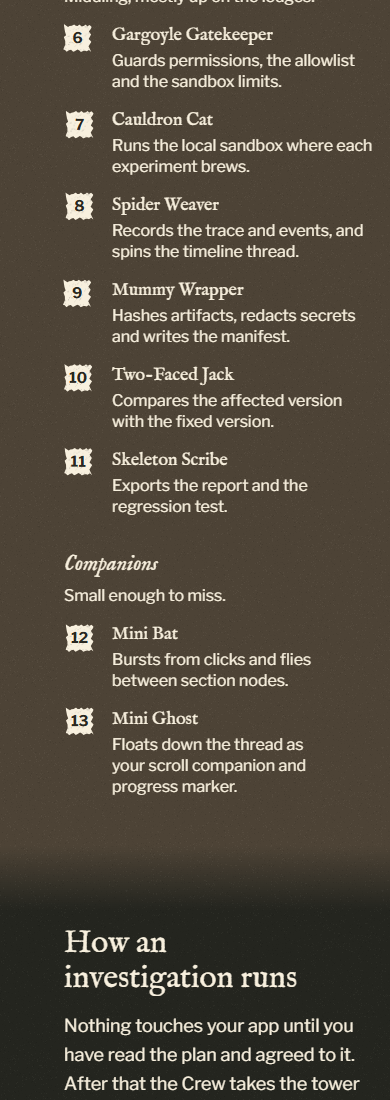 Middling, mostly up on the ledges.
6
Gargoyle Gatekeeper
Guards permissions, the allowlist
and the sandbox limits.
7
Cauldron Cat
Runs the local sandbox where each
experiment brews.
8
Spider Weaver
Records the trace and events, and
spins the timeline thread.
9
Mummy Wrapper
Hashes artifacts, redacts secrets
and writes the manifest.
10
Two-Faced Jack
Compares the affected version
with the fixed version.
11
Skeleton Scribe
Exports the report and the
regression test.
Companions
Small enough to miss.
12
Mini Bat
Bursts from clicks and flies
between section nodes.
13
Mini Ghost
Floats down the thread as
your scroll companion and
progress marker.
How an
investigation runs
Nothing touches your app until you
have read the plan and agreed to it.
After that the Crew takes the tower